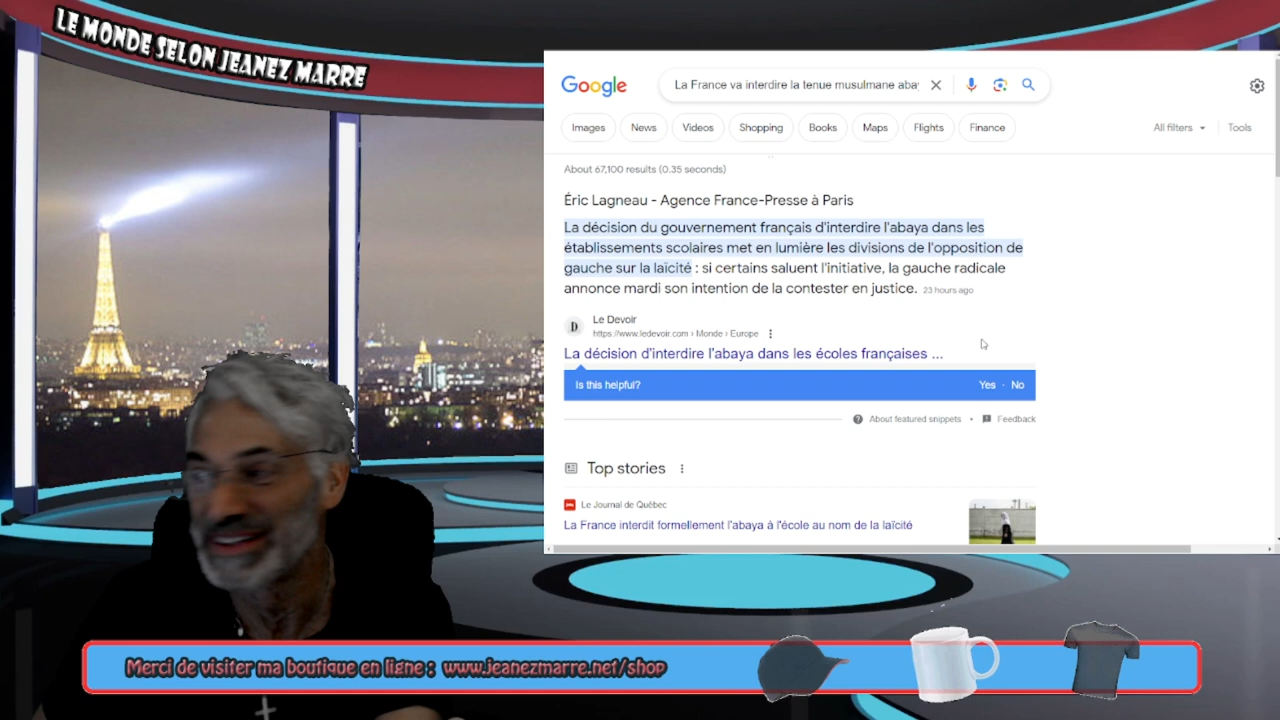 LE MONDE SELON JEANEZ MARRE
Google
La France va interdire la tenue musulmane aba
Images
News
Videos
Shopping
Books
Maps
Flights
Finance
All filters
Tools
About 67,100 results (0.35 seconds)
Éric Lagneau - Agence France-Presse à Paris
La décision du gouvernement français d'interdire l'abaya dans les
établissements scolaires met en lumière les divisions de l'opposition de
gauche sur la laïcité : si certains saluent l'initiative, la gauche radicale
annonce mardi son intention de la contester en justice. 23 hours ago
D
Le Devoir
https://www.ledevoir.com › Monde › Europe
La décision d'interdire l'abaya dans les écoles françaises ...
Is this helpful?
Yes · No
About featured snippets • Feedback
Top stories
Le Journal de Québec
La France interdit formellement l'abaya à l'école au nom de la laïcité
Merci de visiter ma boutique en ligne : www.jeanezmarre.net/shop